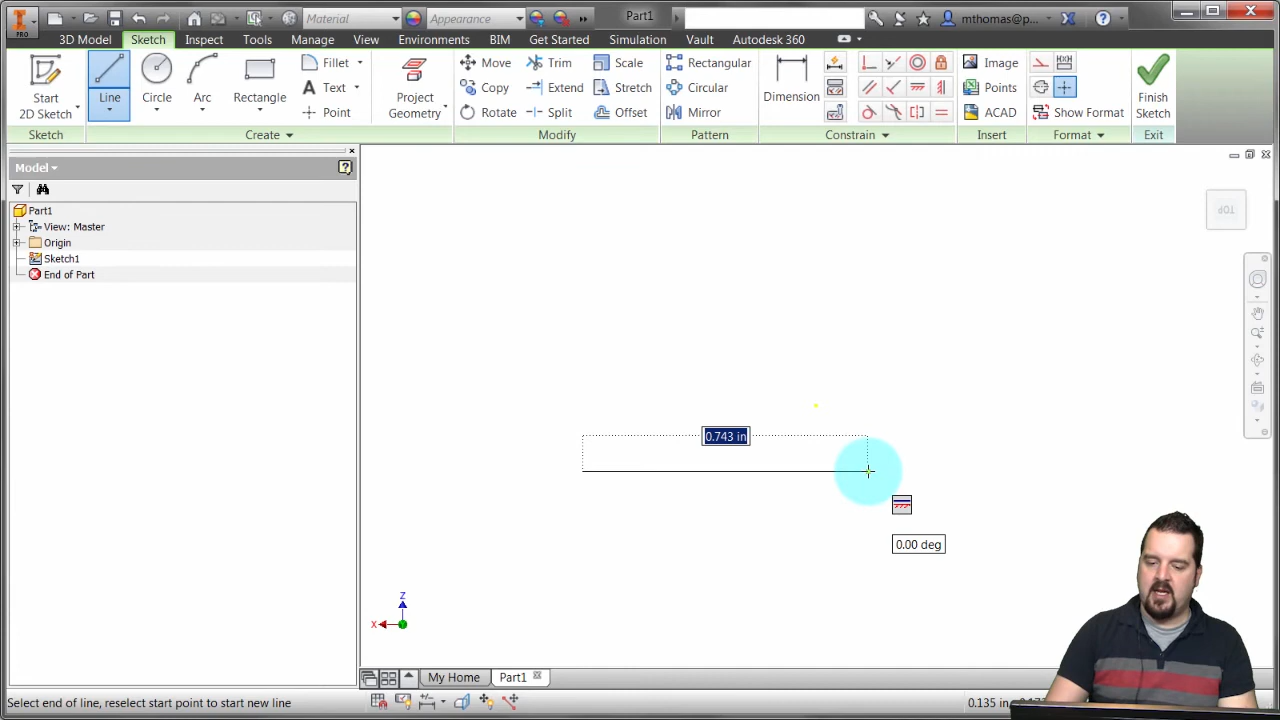 Material
Appearance
Part1
mthomas@p...
PRO
3D Model
Sketch
Inspect
Tools
Manage
View
Environments
BIM
Get Started
Simulation
Vault
Autodesk 360
Start
2D Sketch
Line
Circle
Arc
Rectangle
Fillet
Text
Point
Project
Geometry
Move
Copy
Rotate
Trim
Extend
Split
Scale
Stretch
Offset
Rectangular
Circular
Mirror
Dimension
Image
Points
ACAD
Show Format
Finish
Sketch
Sketch
Create
Modify
Pattern
Constrain
Insert
Format
Exit
Model
Part1
View: Master
Origin
Sketch1
End of Part
TOP
0.743 in
0.00 deg
Z
X
My Home
Part1
Select end of line, reselect start point to start new line
0.135 in,